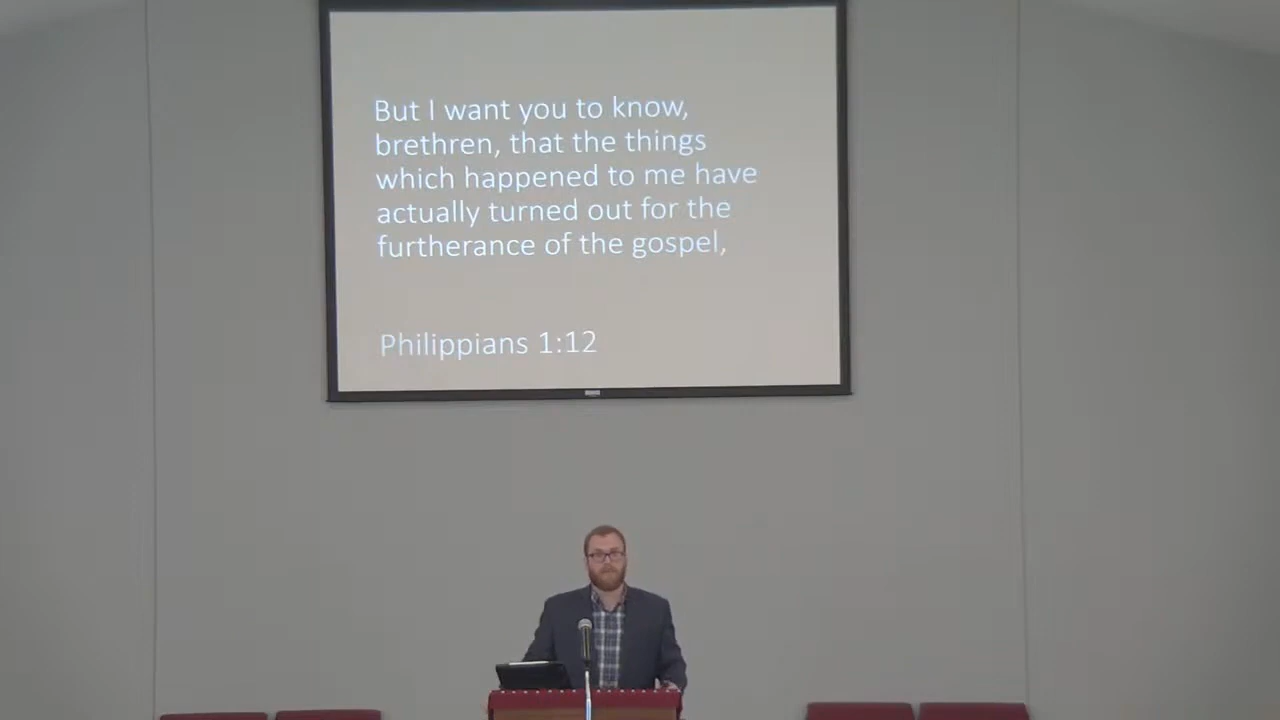 But I want you to know,
brethren, that the things
which happened to me have
actually turned out for the
furtherance of the gospel,
Philippians 1:12